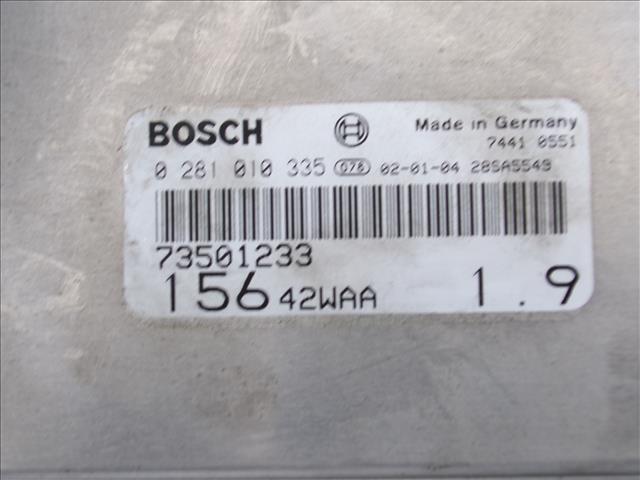 BOSCH Made in Germany
7441 0551
0 281 010 335 078 02-01-04 28SA5549
73501233
156 42WAA 1.9